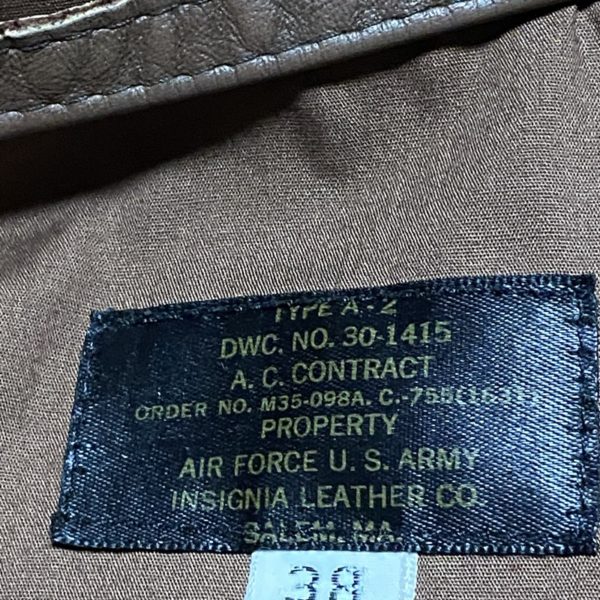 TYPE A-2
DWC. NO. 30-1415
A. C. CONTRACT
ORDER NO. M35-098A. C.-755
PROPERTY
AIR FORCE U. S. ARMY
INSIGNIA LEATHER CO.
SALEM, MA.
38